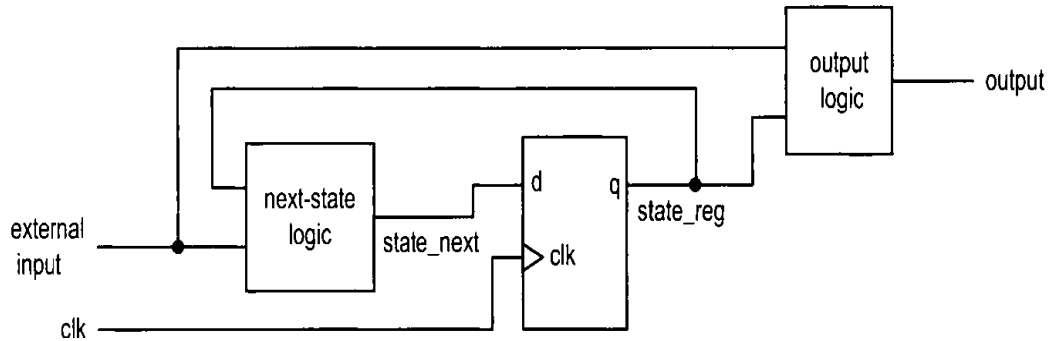 output
logic
output
next-state
logic
d
q
state_next
state_reg
external
input
clk
clk